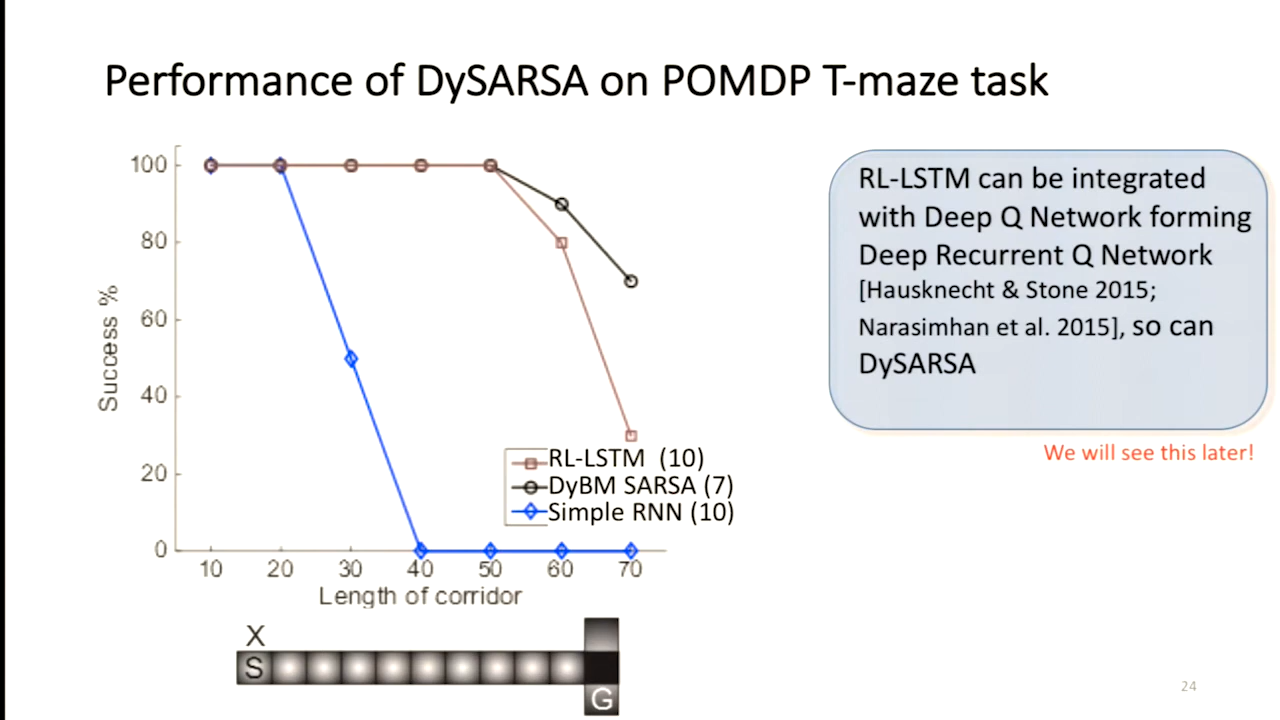 Performance of DySARSA on POMDP T-maze task
100
80
60
40
20
0
Success %
10 20 30 40 50 60 70
Length of corridor
RL-LSTM (10)
DyBM SARSA (7)
Simple RNN (10)
X
S
G
RL-LSTM can be integrated
with Deep Q Network forming
Deep Recurrent Q Network
[Hausknecht & Stone 2015;
Narasimhan et al. 2015], so can
DySARSA
We will see this later!
24